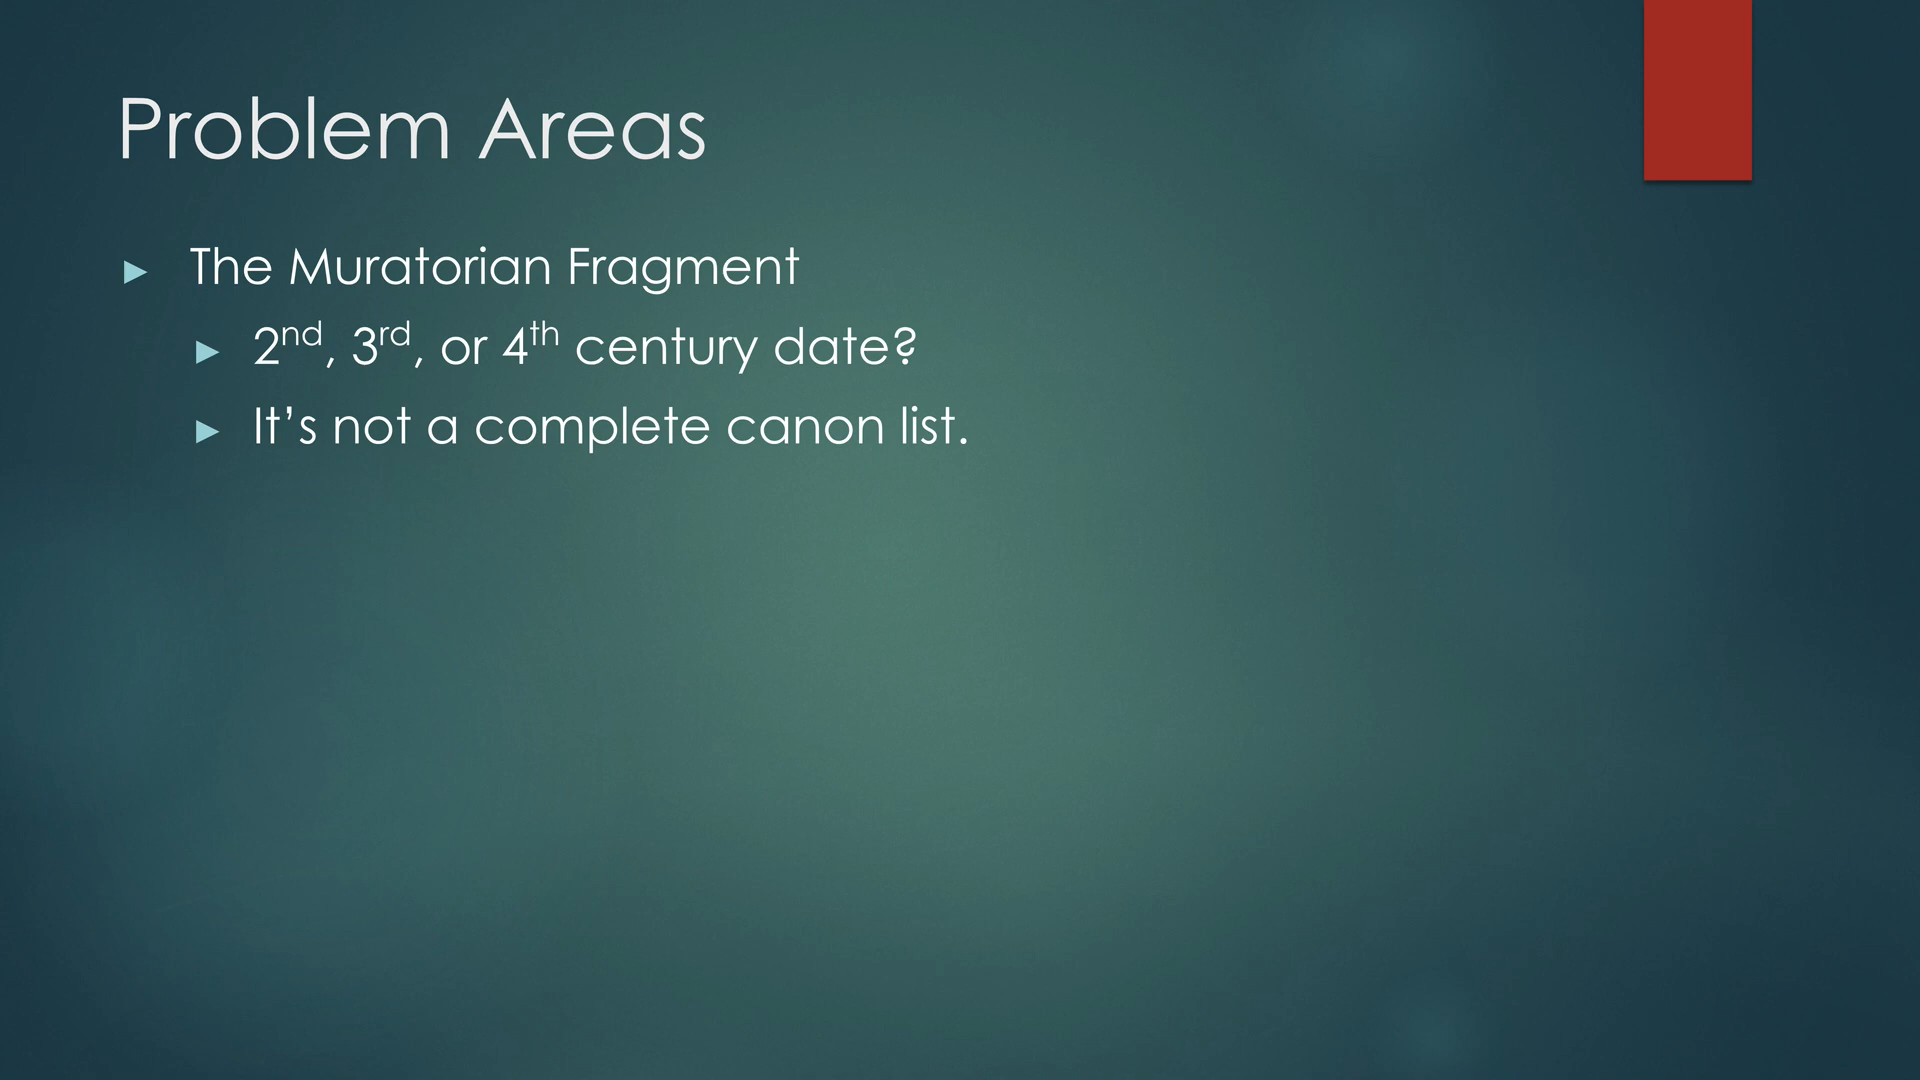 Problem Areas
► The Muratorian Fragment
► 2nd, 3rd, or 4th century date?
► It’s not a complete canon list.